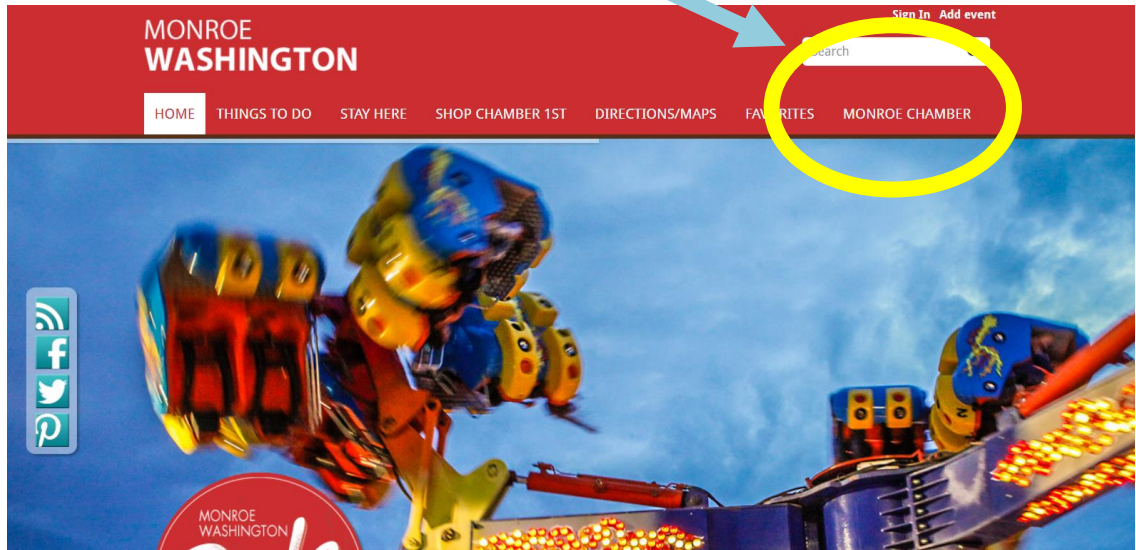 Sign In Add event
MONROE
WASHINGTON
Search
HOME THINGS TO DO STAY HERE SHOP CHAMBER 1ST DIRECTIONS/MAPS FAVORITES MONROE CHAMBER
MONROE
WASHINGTON